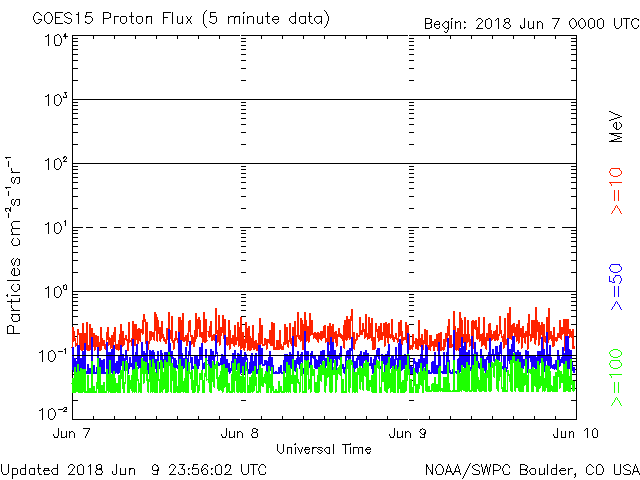 GOES15 Proton Flux (5 minute data)
Begin: 2018 Jun 7 0000 UTC
10⁴
10³
10²
10¹
10⁰
10⁻¹
10⁻²
Particles cm⁻²s⁻¹sr⁻¹
MeV
>=10
>=50
>=100
Jun 7
Jun 8
Jun 9
Jun 10
Universal Time
Updated 2018 Jun 9 23:56:02 UTC
NOAA/SWPC Boulder, CO USA